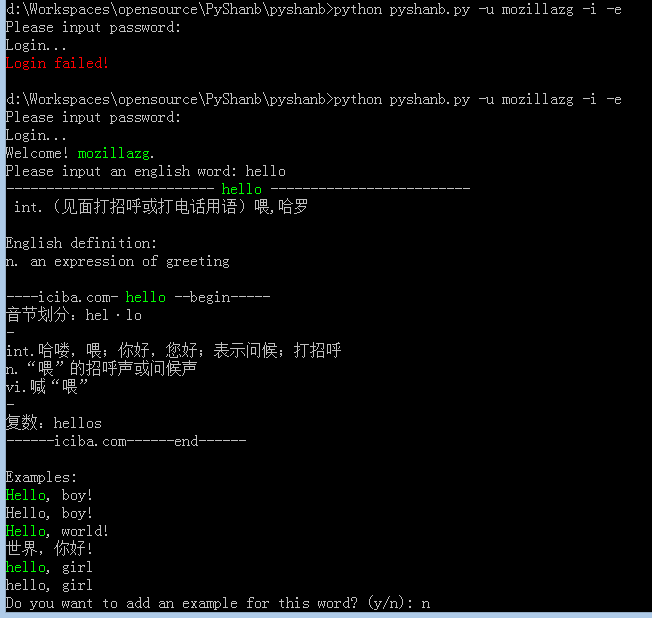 d:\Workspaces\opensource\PyShanb\pyshanb>python pyshanb.py -u mozillazg -i -e
Please input password:
Login...
Login failed!
d:\Workspaces\opensource\PyShanb\pyshanb>python pyshanb.py -u mozillazg -i -e
Please input password:
Login...
Welcome! mozillazg.
Please input an english word: hello
-------------------------- hello -------------------------
int.（见面打招呼或打电话用语）喂,哈罗
English definition:
n. an expression of greeting
----iciba.com- hello --begin-----
音节划分：hel·lo
-
int.哈喽，喂；你好，您好；表示问候；打招呼
n.“喂”的招呼声或问候声
vi.喊“喂”
-
复数：hellos
------iciba.com------end------
Examples:
Hello, boy!
Hello, boy!
Hello, world!
世界，你好!
hello, girl
hello, girl
Do you want to add an example for this word? (y/n): n